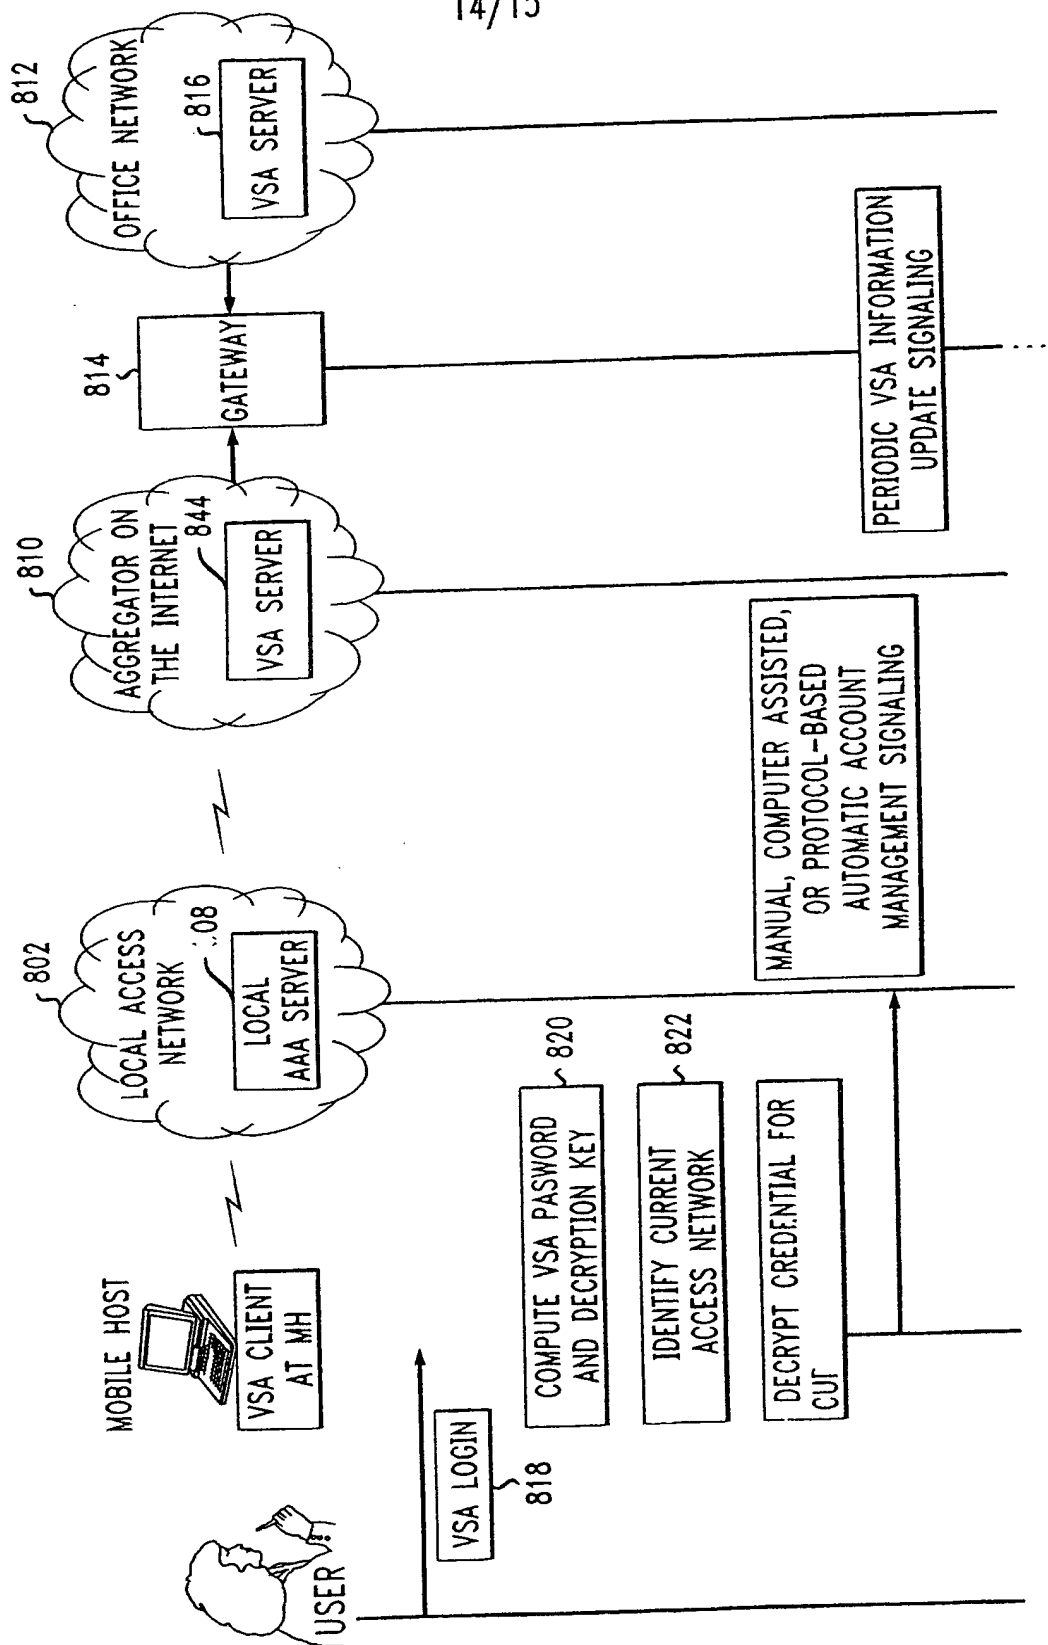 14/15
USER
MOBILE HOST
VSA CLIENT
AT MH
802
LOCAL ACCESS
NETWORK
08
LOCAL
AAA SERVER
810
AGGREGATOR ON
THE INTERNET
844
VSA SERVER
814
GATEWAY
812
OFFICE NETWORK
816
VSA SERVER
VSA LOGIN
818
COMPUTE VSA PASWORD
AND DECRYPTION KEY
820
IDENTIFY CURRENT
ACCESS NETWORK
822
DECRYPT CREDENTIAL FOR
MANUAL, COMPUTER ASSISTED,
OR PROTOCOL-BASED
AUTOMATIC ACCOUNT
MANAGEMENT SIGNALING
PERIODIC VSA INFORMATION
UPDATE SIGNALING